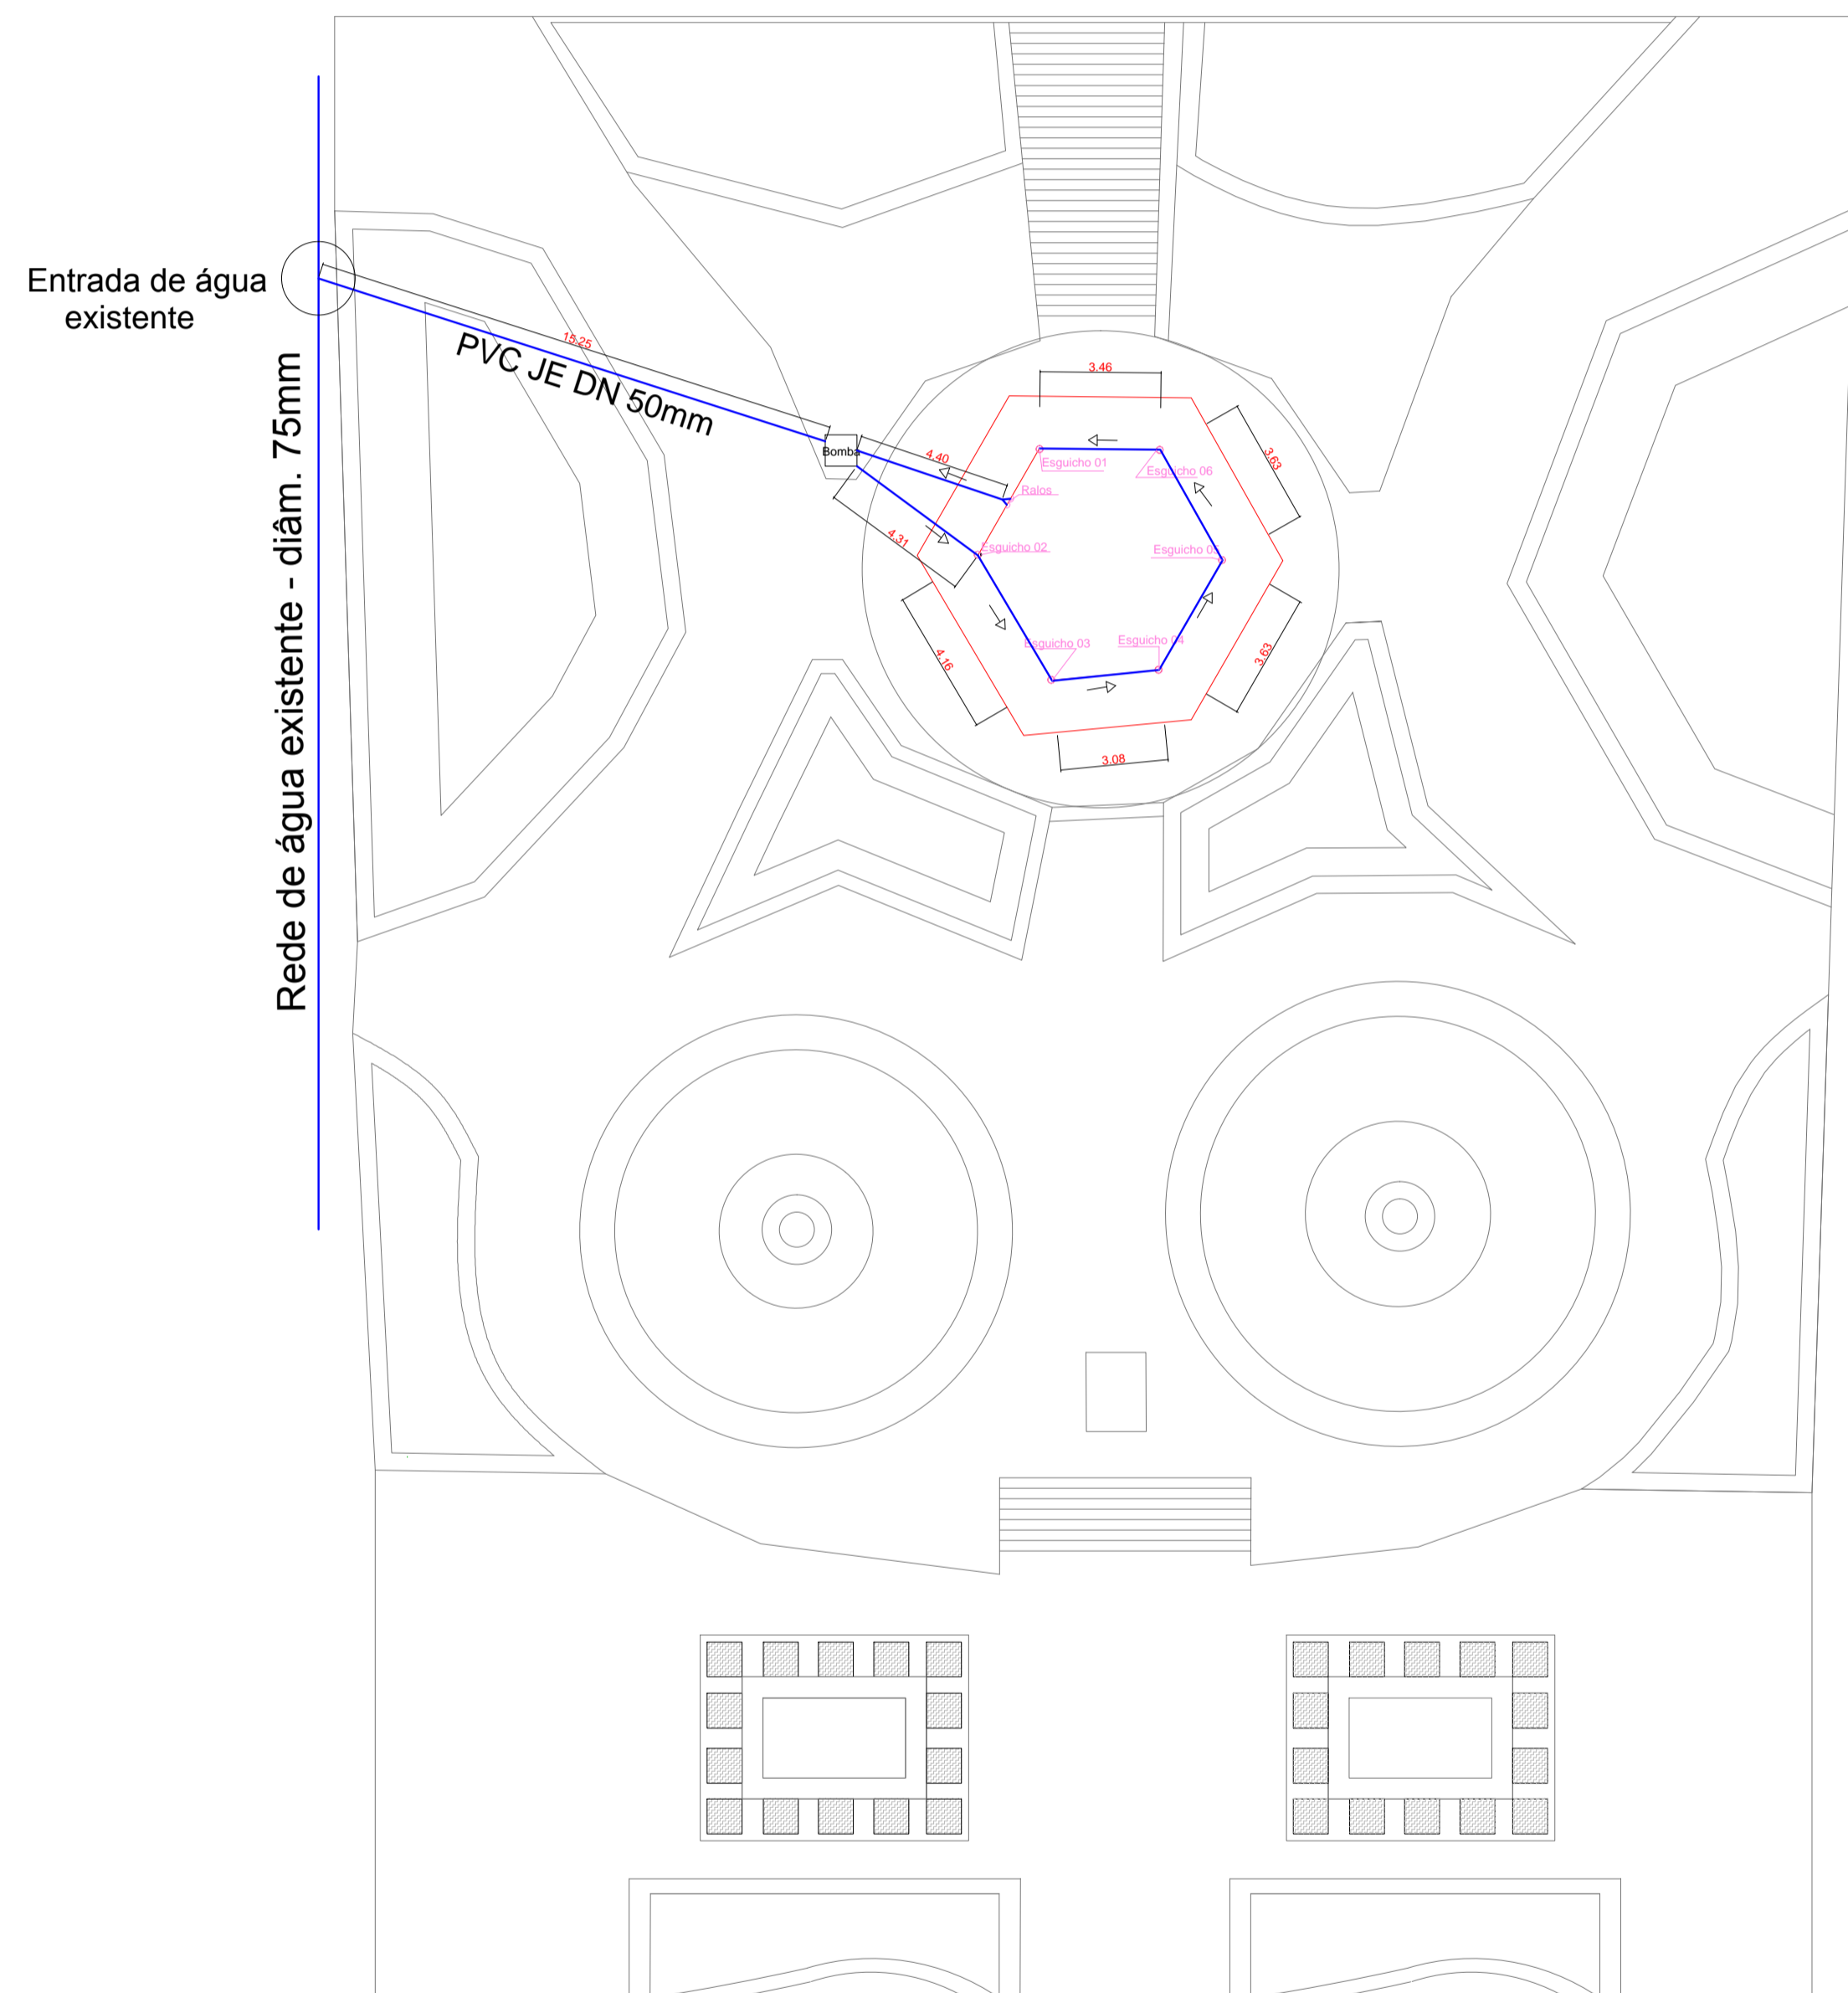 Entrada de água
existente
15.25
PVC JE DN 50mm
Rede de água existente - diâm. 75mm
Bomba
4.40
4.31
3.46
3.63
Esguicho 01
Esguicho 06
Ralos
Esguicho 02
Esguicho 05
Esguicho 03
Esguicho 04
4.16
3.63
3.08